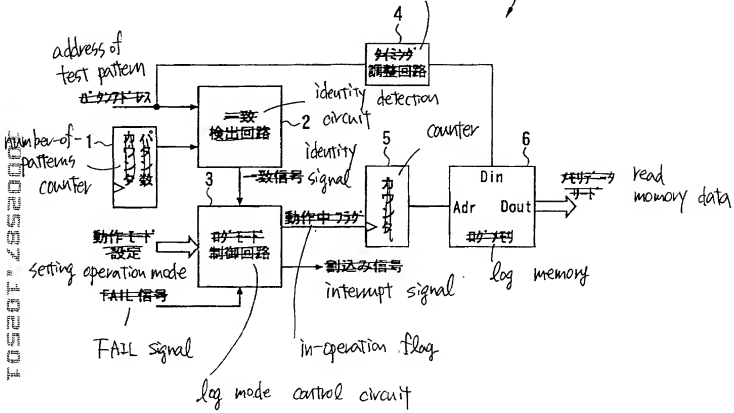 4
タイミング
調整回路
address of
test pattern
パタンアドレス
一致
検出回路
identity
detection
circuit
2
number-of-
patterns
counter
1
パタン数
カウンタ
identity
signal
一致信号
counter
5
カウンタ
6
Din
Adr Dout
ログメモリ
log memory
メモリデータ
リード
read
memory data
3
ログモード
制御回路
動作中フラグ
動作モード
設定
setting operation mode
割込み信号
interrupt signal
FAIL信号
FAIL signal
in-operation flag
log mode control circuit